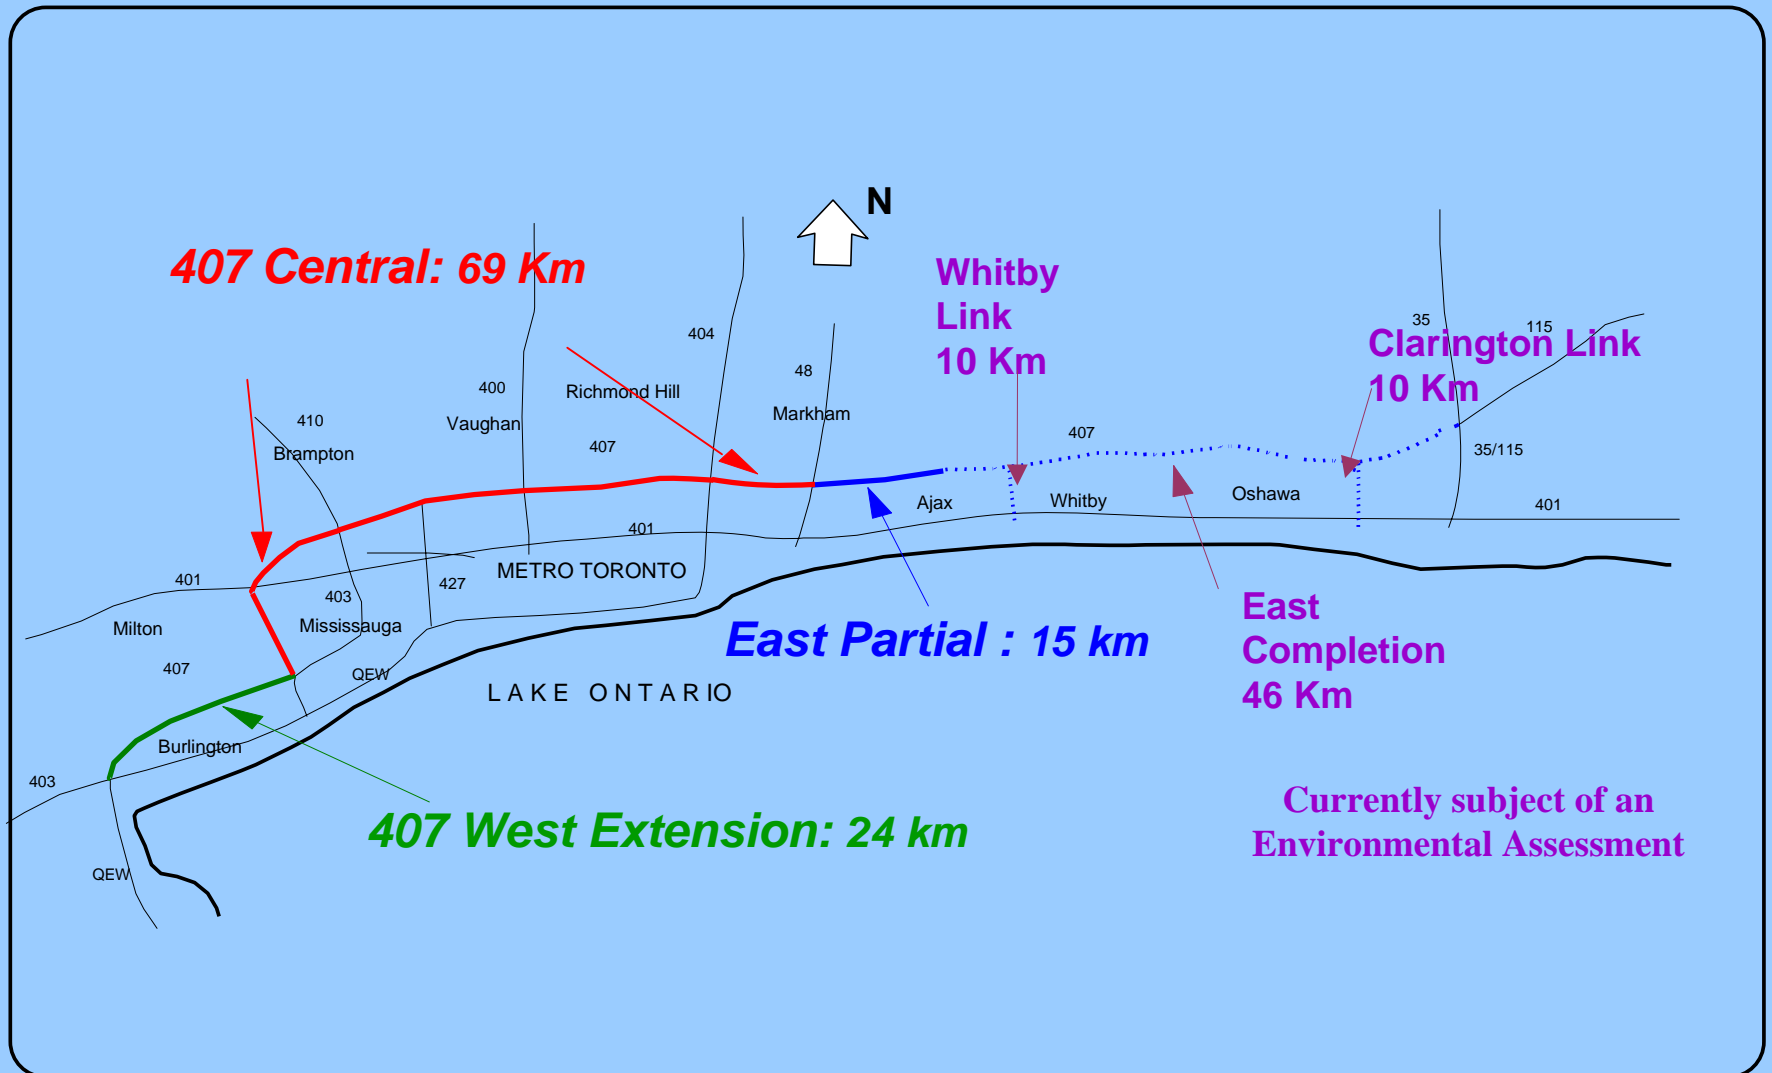 N
407 Central: 69 Km
Whitby
Link
10 Km
35
115
404
Clarington Link
10 Km
48
400
Richmond Hill
Markham
410
Vaughan
407
407
Brampton
35/115
Ajax
Whitby
Oshawa
401
401
METRO TORONTO
401
427
403
Milton
Mississauga
East
Completion
46 Km
East Partial : 15 km
407
QEW
LAKE ONTARIO
Burlington
403
Currently subject of an
Environmental Assessment
407 West Extension: 24 km
QEW